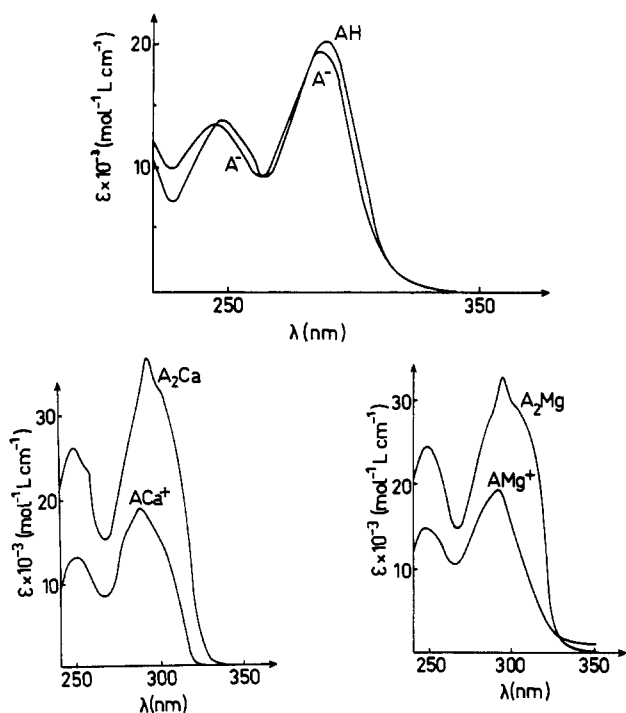 ε×10⁻³ (mol⁻¹ L cm⁻¹)
20
10
AH
A⁻
A⁻
250
350
λ(nm)
ε×10⁻³ (mol⁻¹ L cm⁻¹)
30
20
10
A₂Ca
ACa⁺
250
300
350
λ(nm)
ε×10⁻³ (mol⁻¹ L cm⁻¹)
30
20
10
A₂Mg
AMg⁺
250
300
350
λ(nm)